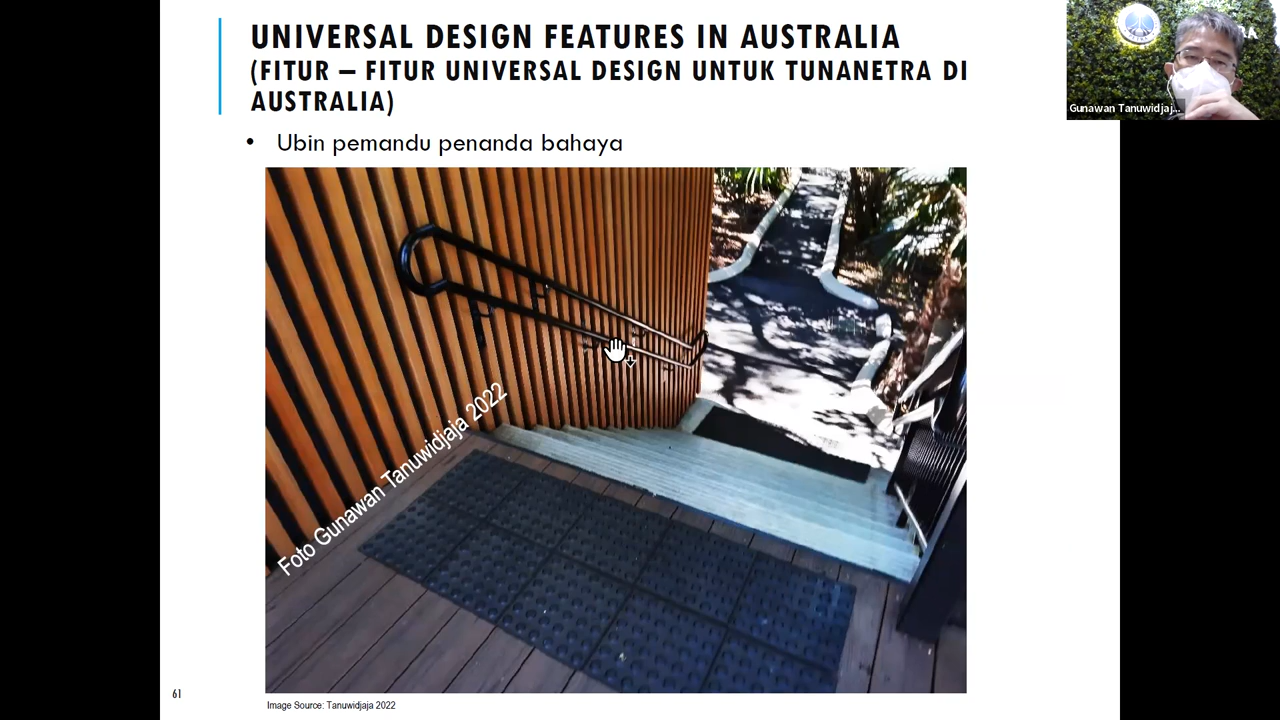 UNIVERSAL DESIGN FEATURES IN AUSTRALIA
(FITUR – FITUR UNIVERSAL DESIGN UNTUK TUNANETRA DI
AUSTRALIA)
Gunawan Tanuwidjaj...
• Ubin pemandu penanda bahaya
Foto Gunawan Tanuwidjaja 2022
61
Image Source: Tanuwidjaja 2022